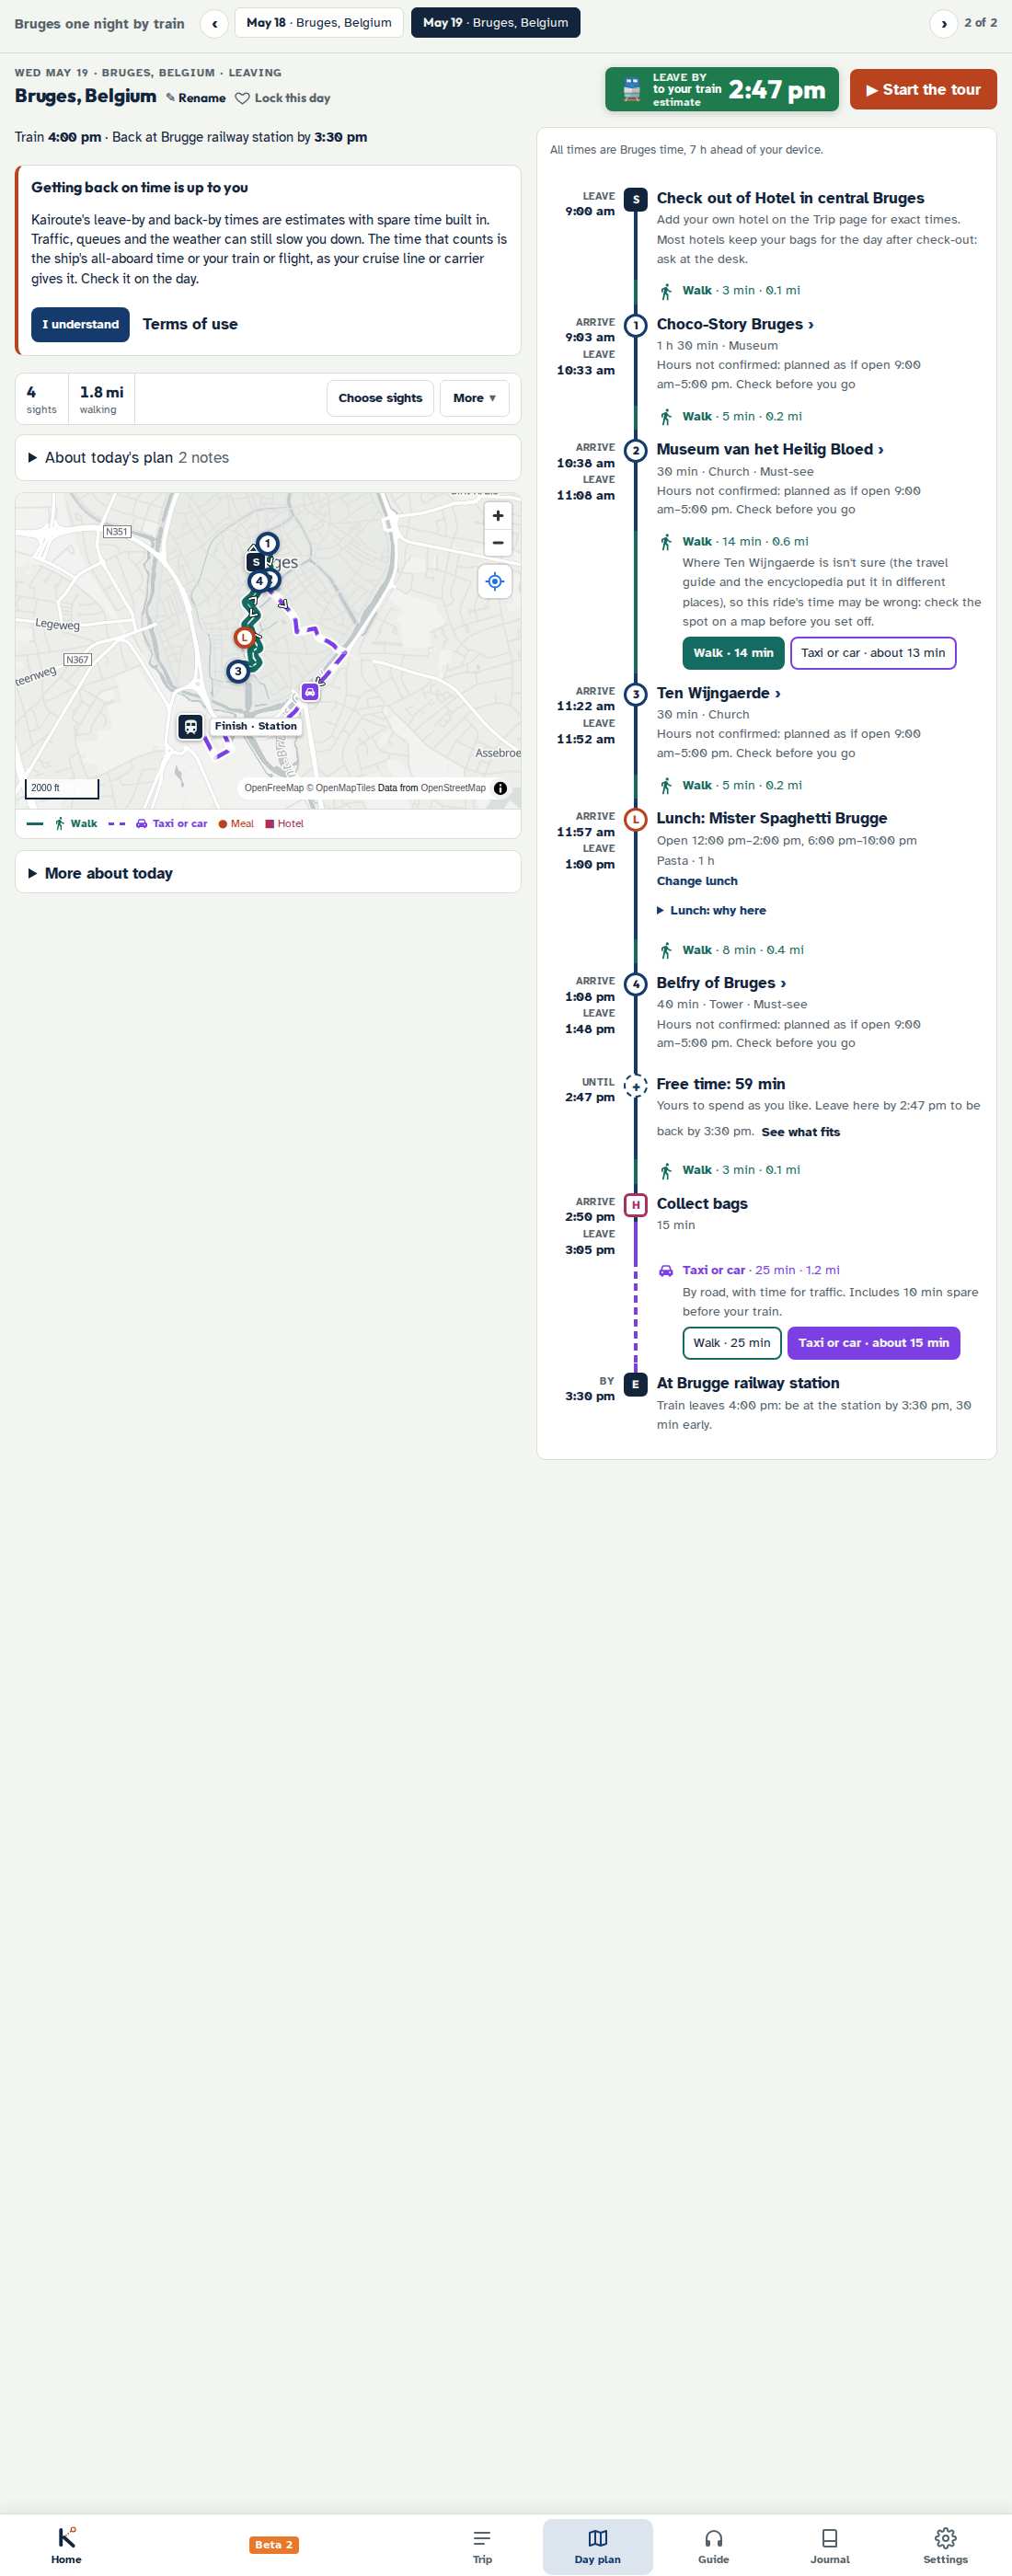 Bruges one night by train
‹
May 18 · Bruges, Belgium
May 19 · Bruges, Belgium
›
2 of 2
WED MAY 19 · BRUGES, BELGIUM · LEAVING
Bruges, Belgium
✎ Rename
Lock this day
LEAVE BY
to your train
estimate
2:47 pm
▶ Start the tour
Train 4:00 pm · Back at Brugge railway station by 3:30 pm
Getting back on time is up to you
Kairoute's leave-by and back-by times are estimates with spare time built in.
Traffic, queues and the weather can still slow you down. The time that counts is
the ship's all-aboard time or your train or flight, as your cruise line or carrier
gives it. Check it on the day.
I understand
Terms of use
4
sights
1.8 mi
walking
Choose sights
More ▾
▶ About today's plan 2 notes
N351
Legeweg
N367
teenweg
Assebroe
ges
1
S
4
L
3
Finish · Station
+
−
2000 ft
OpenFreeMap © OpenMapTiles Data from OpenStreetMap
Walk
Taxi or car
Meal
Hotel
▶ More about today
All times are Bruges time, 7 h ahead of your device.
LEAVE
9:00 am
S
Check out of Hotel in central Bruges
Add your own hotel on the Trip page for exact times.
Most hotels keep your bags for the day after check-out:
ask at the desk.
Walk · 3 min · 0.1 mi
ARRIVE
9:03 am
LEAVE
10:33 am
1
Choco-Story Bruges ›
1 h 30 min · Museum
Hours not confirmed: planned as if open 9:00
am–5:00 pm. Check before you go
Walk · 5 min · 0.2 mi
ARRIVE
10:38 am
LEAVE
11:08 am
2
Museum van het Heilig Bloed ›
30 min · Church · Must-see
Hours not confirmed: planned as if open 9:00
am–5:00 pm. Check before you go
Walk · 14 min · 0.6 mi
Where Ten Wijngaerde is isn't sure (the travel
guide and the encyclopedia put it in different
places), so this ride's time may be wrong: check the
spot on a map before you set off.
Walk · 14 min
Taxi or car · about 13 min
ARRIVE
11:22 am
LEAVE
11:52 am
3
Ten Wijngaerde ›
30 min · Church
Hours not confirmed: planned as if open 9:00
am–5:00 pm. Check before you go
Walk · 5 min · 0.2 mi
ARRIVE
11:57 am
LEAVE
1:00 pm
L
Lunch: Mister Spaghetti Brugge
Open 12:00 pm–2:00 pm, 6:00 pm–10:00 pm
Pasta · 1 h
Change lunch
▶ Lunch: why here
Walk · 8 min · 0.4 mi
ARRIVE
1:08 pm
LEAVE
1:48 pm
4
Belfry of Bruges ›
40 min · Tower · Must-see
Hours not confirmed: planned as if open 9:00
am–5:00 pm. Check before you go
UNTIL
2:47 pm
+
Free time: 59 min
Yours to spend as you like. Leave here by 2:47 pm to be
back by 3:30 pm. See what fits
Walk · 3 min · 0.1 mi
ARRIVE
2:50 pm
LEAVE
3:05 pm
H
Collect bags
15 min
Taxi or car · 25 min · 1.2 mi
By road, with time for traffic. Includes 10 min spare
before your train.
Walk · 25 min
Taxi or car · about 15 min
BY
3:30 pm
E
At Brugge railway station
Train leaves 4:00 pm: be at the station by 3:30 pm, 30
min early.
Home
Beta 2
Trip
Day plan
Guide
Journal
Settings